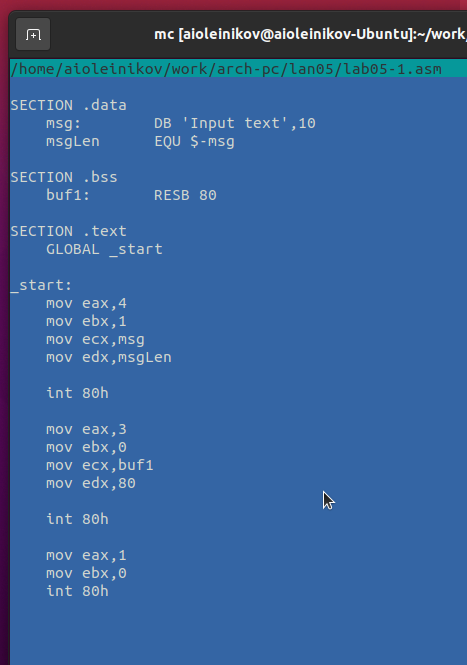 mc [aioleinikov@aioleinikov-Ubuntu]:~/work/
/home/aioleinikov/work/arch-pc/lan05/lab05-1.asm
SECTION .data
msg: DB 'Input text',10
msgLen EQU $-msg
SECTION .bss
buf1: RESB 80
SECTION .text
GLOBAL _start
_start:
mov eax,4
mov ebx,1
mov ecx,msg
mov edx,msgLen
int 80h
mov eax,3
mov ebx,0
mov ecx,buf1
mov edx,80
int 80h
mov eax,1
mov ebx,0
int 80h